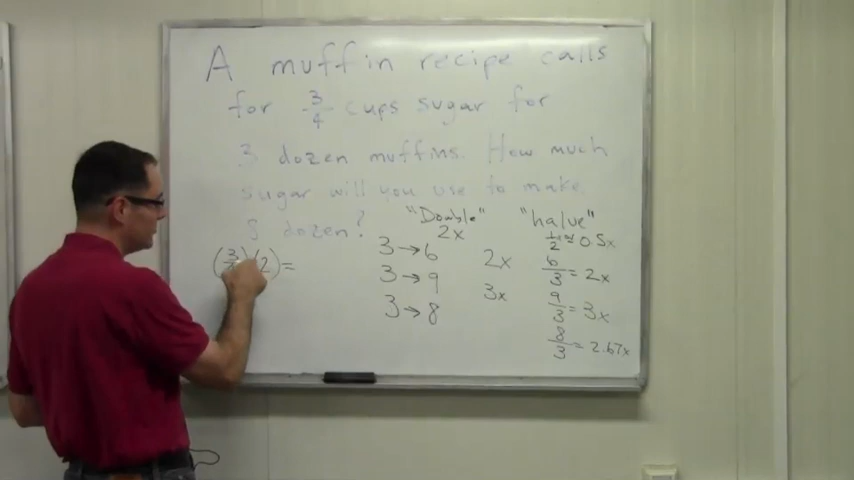 A muffin recipe calls
for 3/4 cups sugar for
3 dozen muffins. How much
sugar will you use to make
8 dozen?
"Double"
2x
3→6
3→9
3→8
2x
3x
"halve"
1/2 = 0.5x
6/3 = 2x
9/3 = 3x
8/3 = 2.67x
(3 )( 2)=